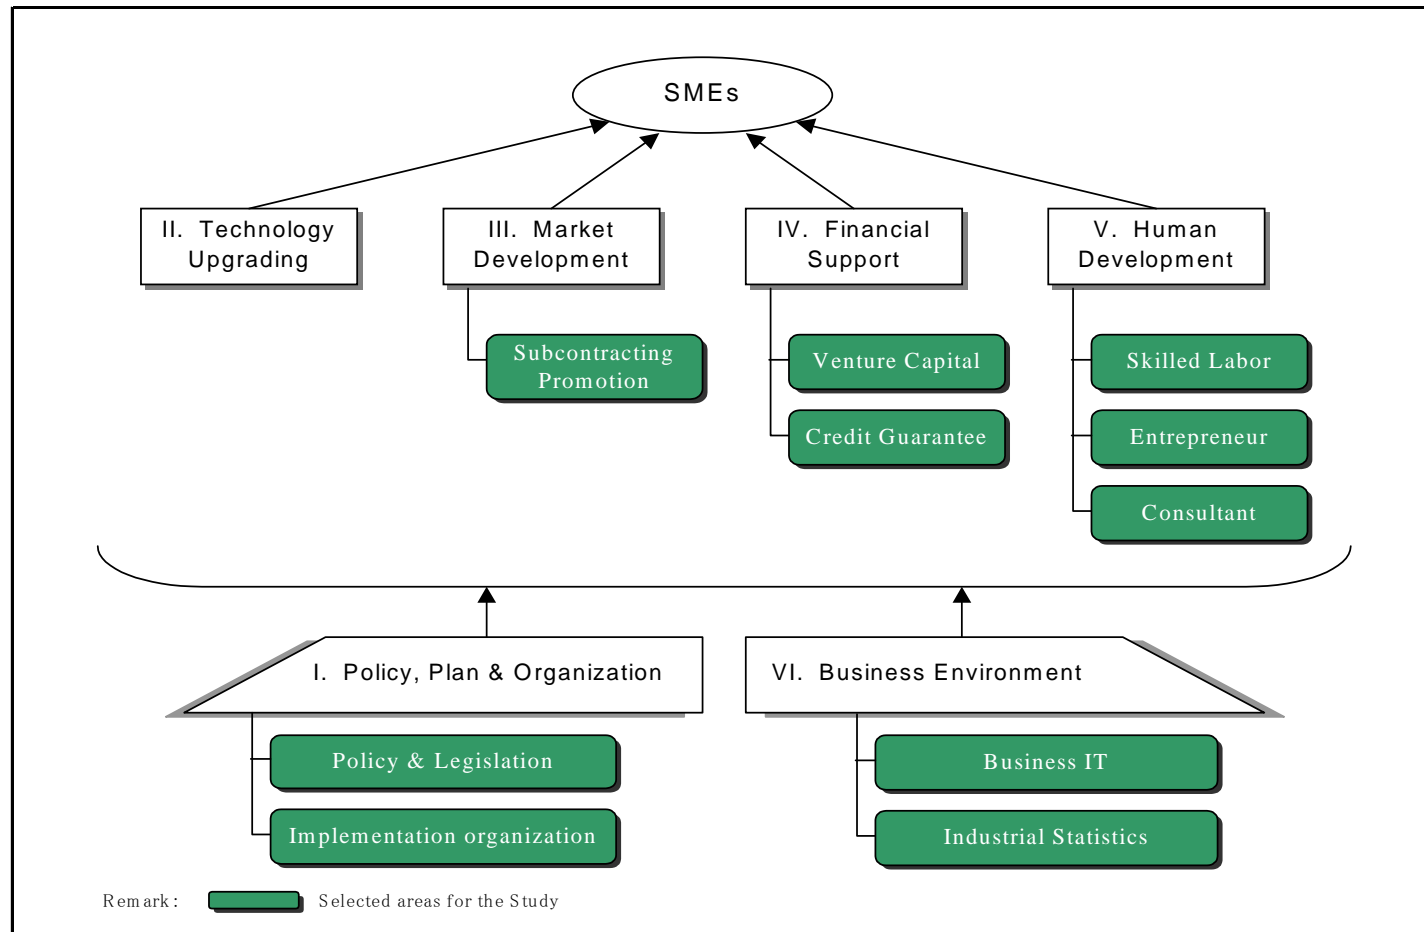 SMEs
II. Technology
Upgrading
III. Market
Development
IV. Financial
Support
V. Human
Development
Subcontracting
Promotion
Venture Capital
Credit Guarantee
Skilled Labor
Entrepreneur
Consultant
I. Policy, Plan & Organization
VI. Business Environment
Policy & Legislation
Implementation organization
Business IT
Industrial Statistics
Remark: Selected areas for the Study